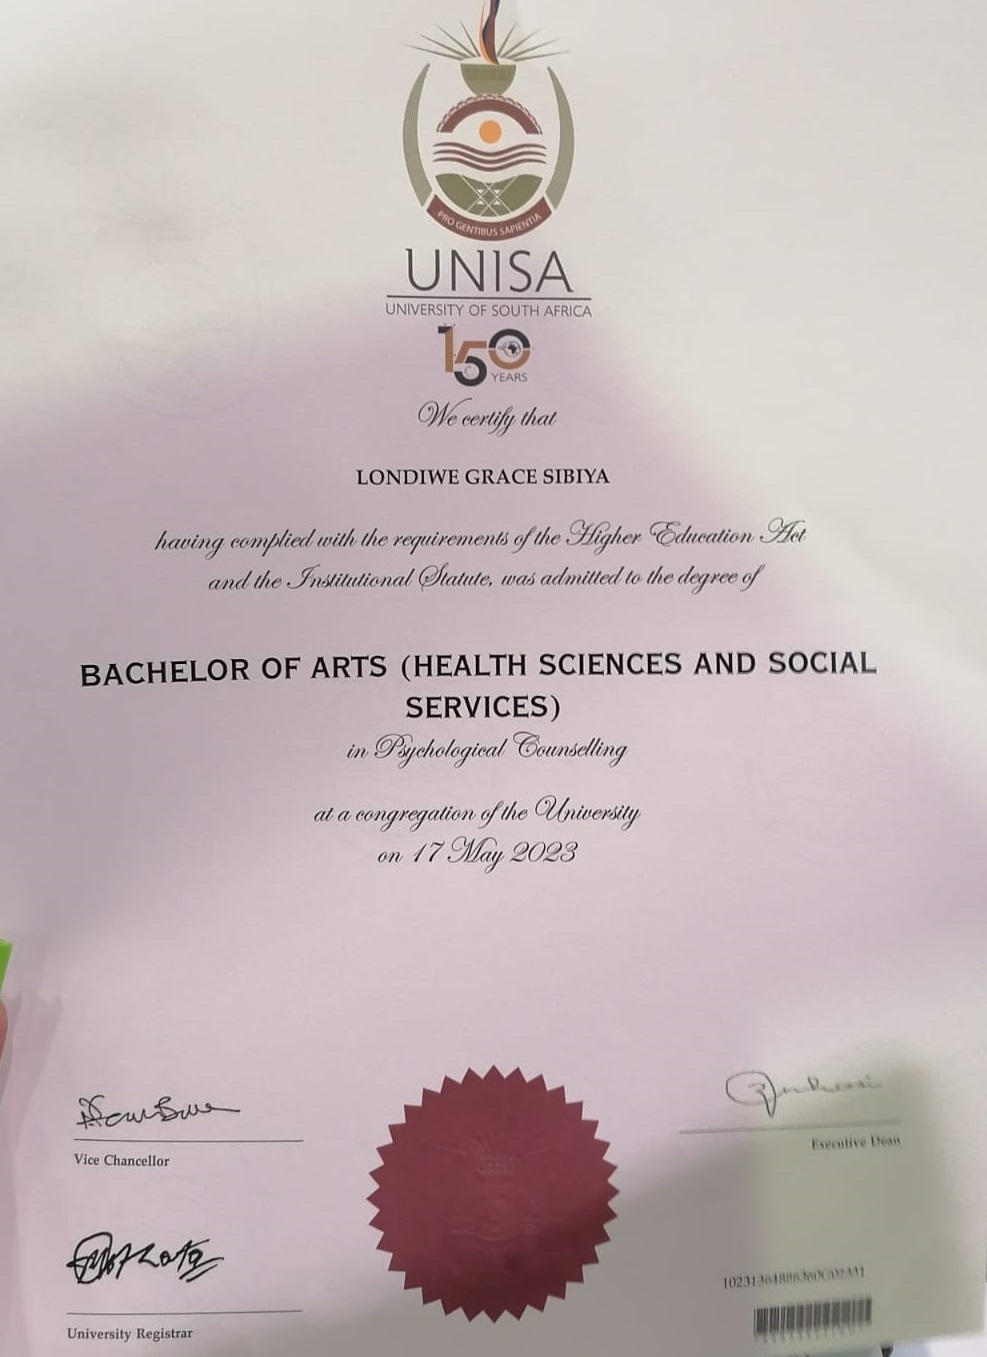 PRO GENTIBUS SAPIENTIA
UNISA
UNIVERSITY OF SOUTH AFRICA
150
YEARS
We certify that
LONDIWE GRACE SIBIYA
having complied with the requirements of the Higher Education Act
and the Institutional Statute, was admitted to the degree of
BACHELOR OF ARTS (HEALTH SCIENCES AND SOCIAL
SERVICES)
in Psychological Counselling
at a congregation of the University
on 17 May 2023
Vice Chancellor
Executive Dean
University Registrar